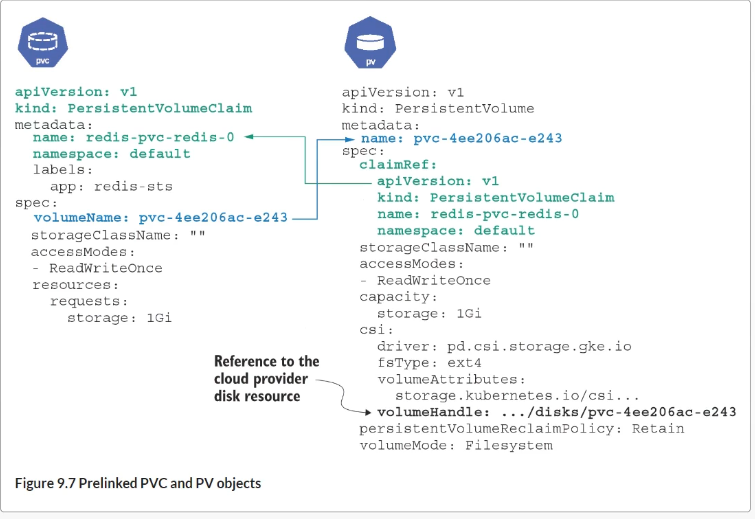 pvc
apiVersion: v1
kind: PersistentVolumeClaim
metadata:
name: redis-pvc-redis-0
namespace: default
labels:
app: redis-sts
spec:
volumeName: pvc-4ee206ac-e243
storageClassName: ""
accessModes:
- ReadWriteOnce
resources:
requests:
storage: 1Gi
pv
apiVersion: v1
kind: PersistentVolume
metadata:
name: pvc-4ee206ac-e243
spec:
claimRef:
apiVersion: v1
kind: PersistentVolumeClaim
name: redis-pvc-redis-0
namespace: default
storageClassName: ""
accessModes:
- ReadWriteOnce
capacity:
storage: 1Gi
csi:
driver: pd.csi.storage.gke.io
fsType: ext4
volumeAttributes:
storage.kubernetes.io/csi...
volumeHandle: .../disks/pvc-4ee206ac-e243
persistentVolumeReclaimPolicy: Retain
volumeMode: Filesystem
Reference to the
cloud provider
disk resource
Figure 9.7 Prelinked PVC and PV objects